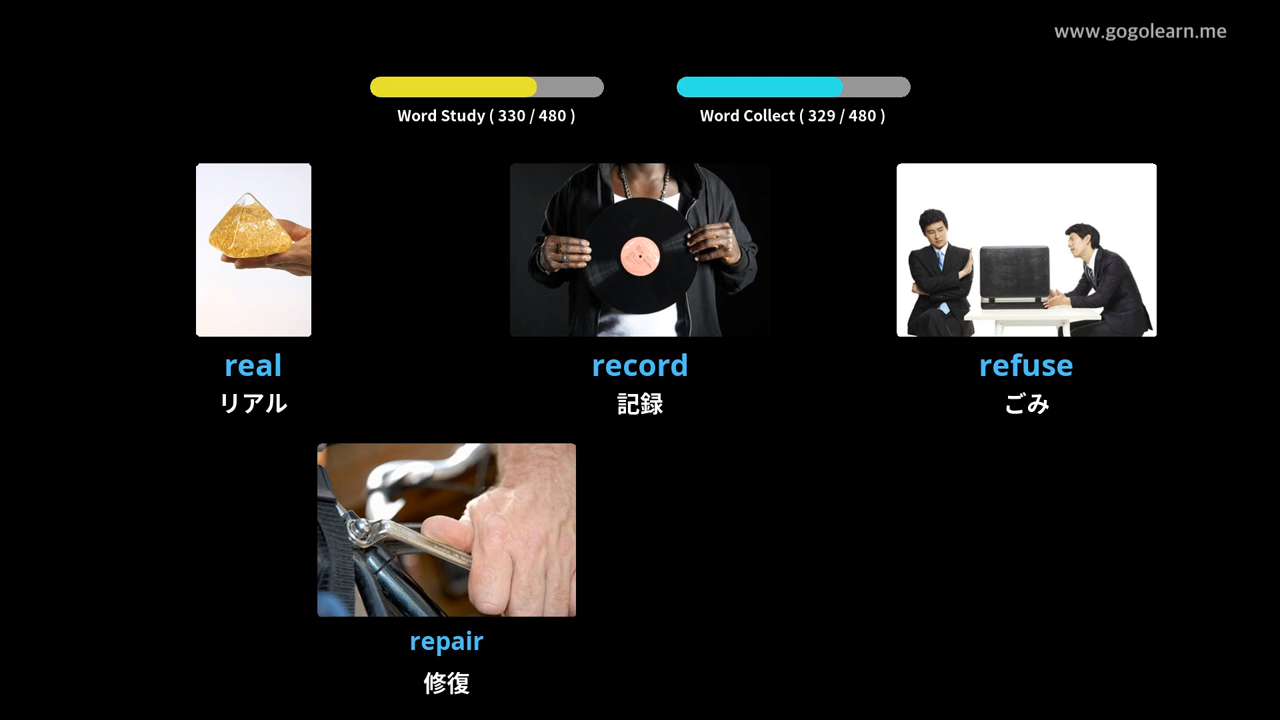 www.gogolearn.me
Word Study ( 330 / 480 )
Word Collect ( 329 / 480 )
real
リアル
record
記録
refuse
ごみ
repair
修復